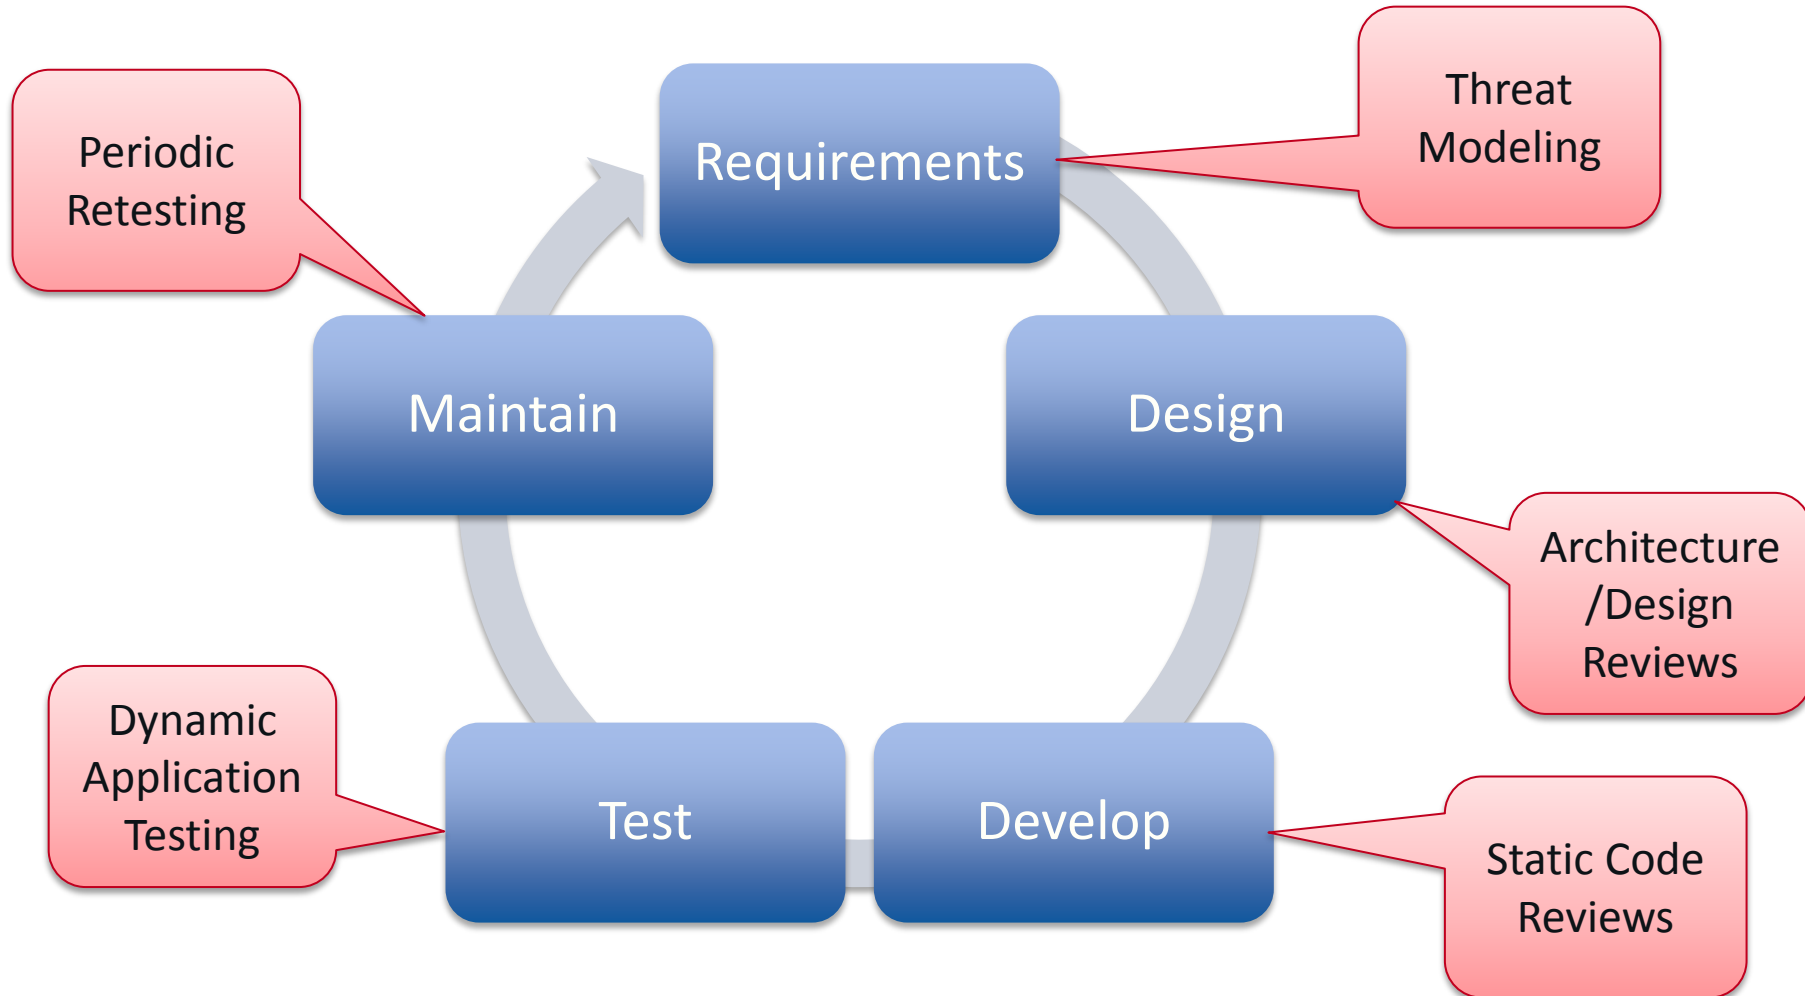 Requirements
Threat
Modeling
Design
Architecture
/Design
Reviews
Develop
Static Code
Reviews
Test
Dynamic
Application
Testing
Maintain
Periodic
Retesting